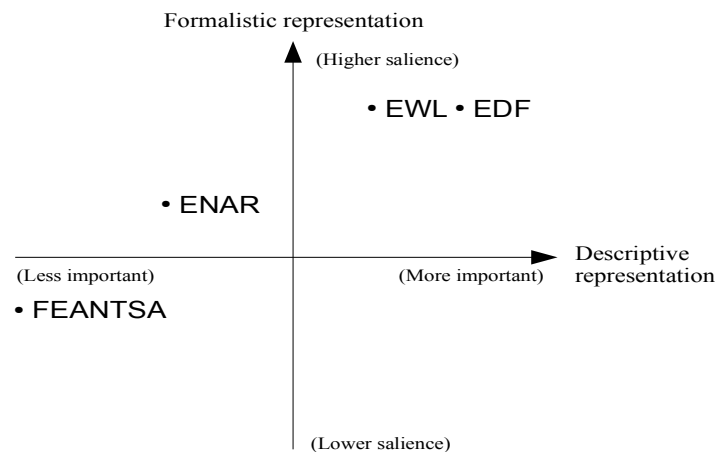 Formalistic representation
(Higher salience)
• EWL • EDF
• ENAR
Descriptive
representation
(Less important)
(More important)
• FEANTSA
(Lower salience)